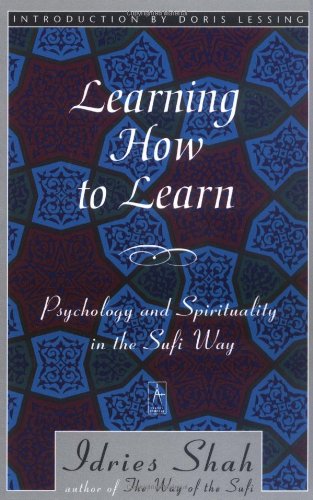 INTRODUCTION BY DORIS LESSING
Learning
How
to Learn
Psychology and Spirituality
in the Sufi Way
A
Idries Shah
author of The Way of the Sufi